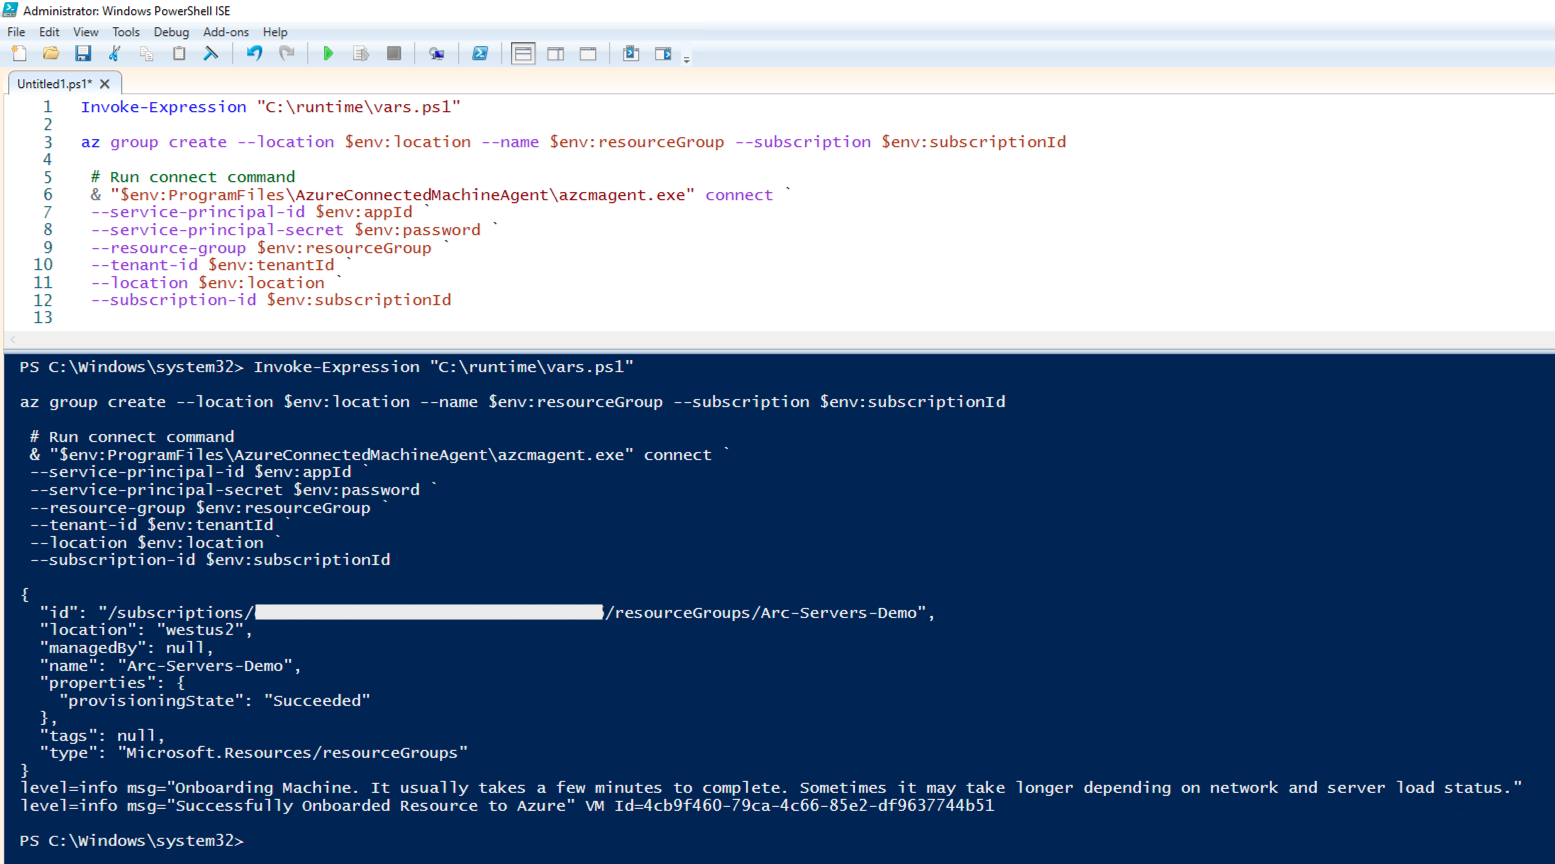 Administrator: Windows PowerShell ISE
File Edit View Tools Debug Add-ons Help
Untitled1.ps1* X
1 Invoke-Expression "C:\runtime\vars.ps1"
2
3 az group create --location $env:location --name $env:resourceGroup --subscription $env:subscriptionId
4
5 # Run connect command
6 & "$env:ProgramFiles\AzureConnectedMachineAgent\azcmagent.exe" connect `
7 --service-principal-id $env:appId `
8 --service-principal-secret $env:password `
9 --resource-group $env:resourceGroup `
10 --tenant-id $env:tenantId `
11 --location $env:location `
12 --subscription-id $env:subscriptionId
13
PS C:\Windows\system32> Invoke-Expression "C:\runtime\vars.ps1"
az group create --location $env:location --name $env:resourceGroup --subscription $env:subscriptionId
# Run connect command
& "$env:ProgramFiles\AzureConnectedMachineAgent\azcmagent.exe" connect `
--service-principal-id $env:appId `
--service-principal-secret $env:password `
--resource-group $env:resourceGroup `
--tenant-id $env:tenantId `
--location $env:location `
--subscription-id $env:subscriptionId
{
"id": "/subscriptions/ /resourceGroups/Arc-Servers-Demo",
"location": "westus2",
"managedBy": null,
"name": "Arc-Servers-Demo",
"properties": {
"provisioningState": "Succeeded"
},
"tags": null,
"type": "Microsoft.Resources/resourceGroups"
}
level=info msg="Onboarding Machine. It usually takes a few minutes to complete. Sometimes it may take longer depending on network and server load status."
level=info msg="Successfully Onboarded Resource to Azure" VM Id=4cb9f460-79ca-4c66-85e2-df9637744b51
PS C:\Windows\system32>